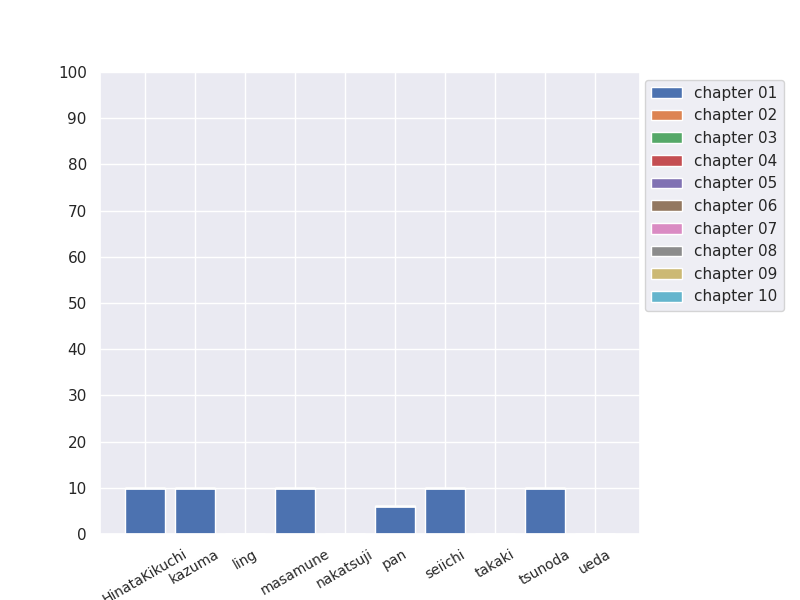 100
90
80
70
60
50
40
30
20
10
0
HinataKikuchi
kazuma
ling
masamune
nakatsuji
pan
seiichi
takaki
tsunoda
ueda
chapter 01
chapter 02
chapter 03
chapter 04
chapter 05
chapter 06
chapter 07
chapter 08
chapter 09
chapter 10